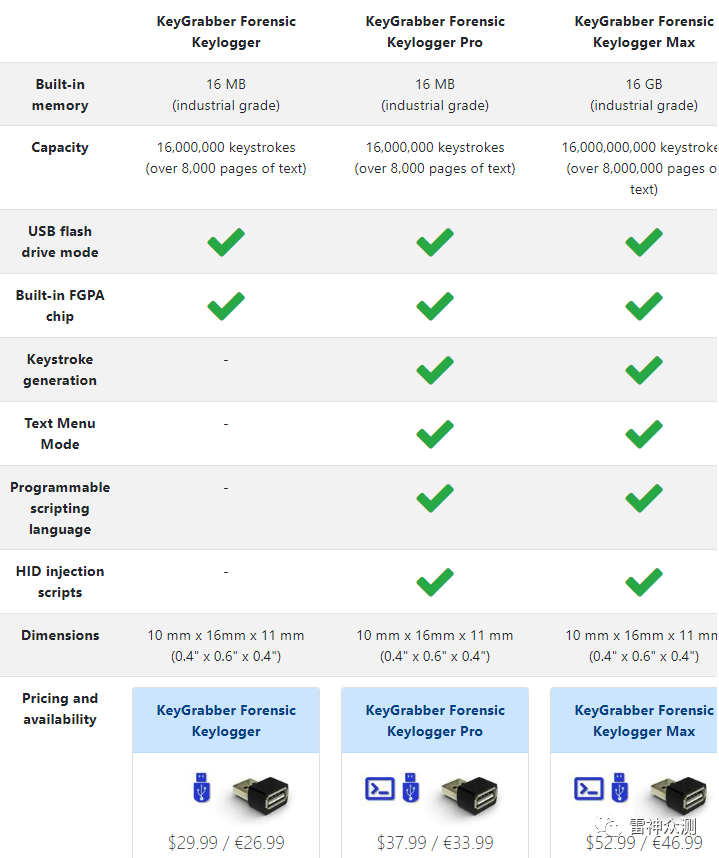 KeyGrabber Forensic
Keylogger
KeyGrabber Forensic
Keylogger Pro
KeyGrabber Forensic
Keylogger Max
Built-in
memory
16 MB
(industrial grade)
16 MB
(industrial grade)
16 GB
(industrial grade)
Capacity
16,000,000 keystrokes
(over 8,000 pages of text)
16,000,000 keystrokes
(over 8,000 pages of text)
16,000,000,000 keystroke
(over 8,000,000 pages o
text)
USB flash
drive mode
Built-in FGPA
chip
Keystroke
generation
-
Text Menu
Mode
-
Programmable
scripting
language
-
HID injection
scripts
-
Dimensions
10 mm x 16mm x 11 mm
(0.4" x 0.6" x 0.4")
10 mm x 16mm x 11 mm
(0.4" x 0.6" x 0.4")
10 mm x 16mm x 11 mm
(0.4" x 0.6" x 0.4")
Pricing and
availability
KeyGrabber Forensic
Keylogger
KeyGrabber Forensic
Keylogger Pro
KeyGrabber Forensic
Keylogger Max
$29.99 / €26.99
$37.99 / €33.99
$52.99 / €46.99
雷神众测